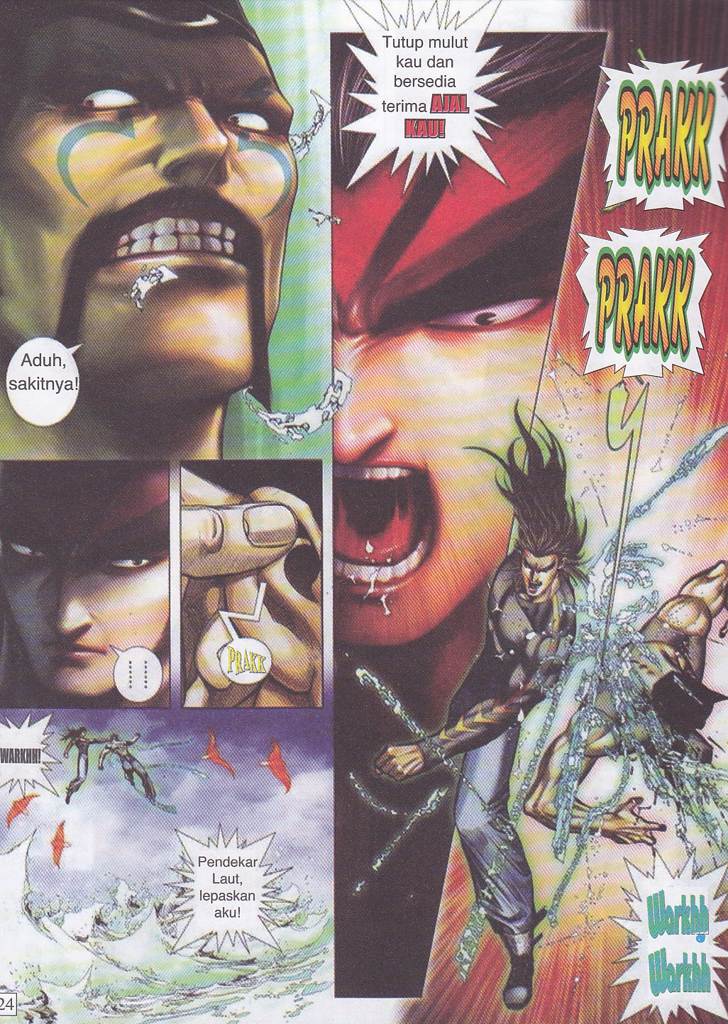 Aduh,
sakitnya!
. . . . . .
PRAKK
WARKHH!
Pendekar
Laut,
lepaskan
aku!
Tutup mulut
kau dan
bersedia
terima AJAL
KAU!
PRAKK
PRAKK
Warkhh
Warkhh
24